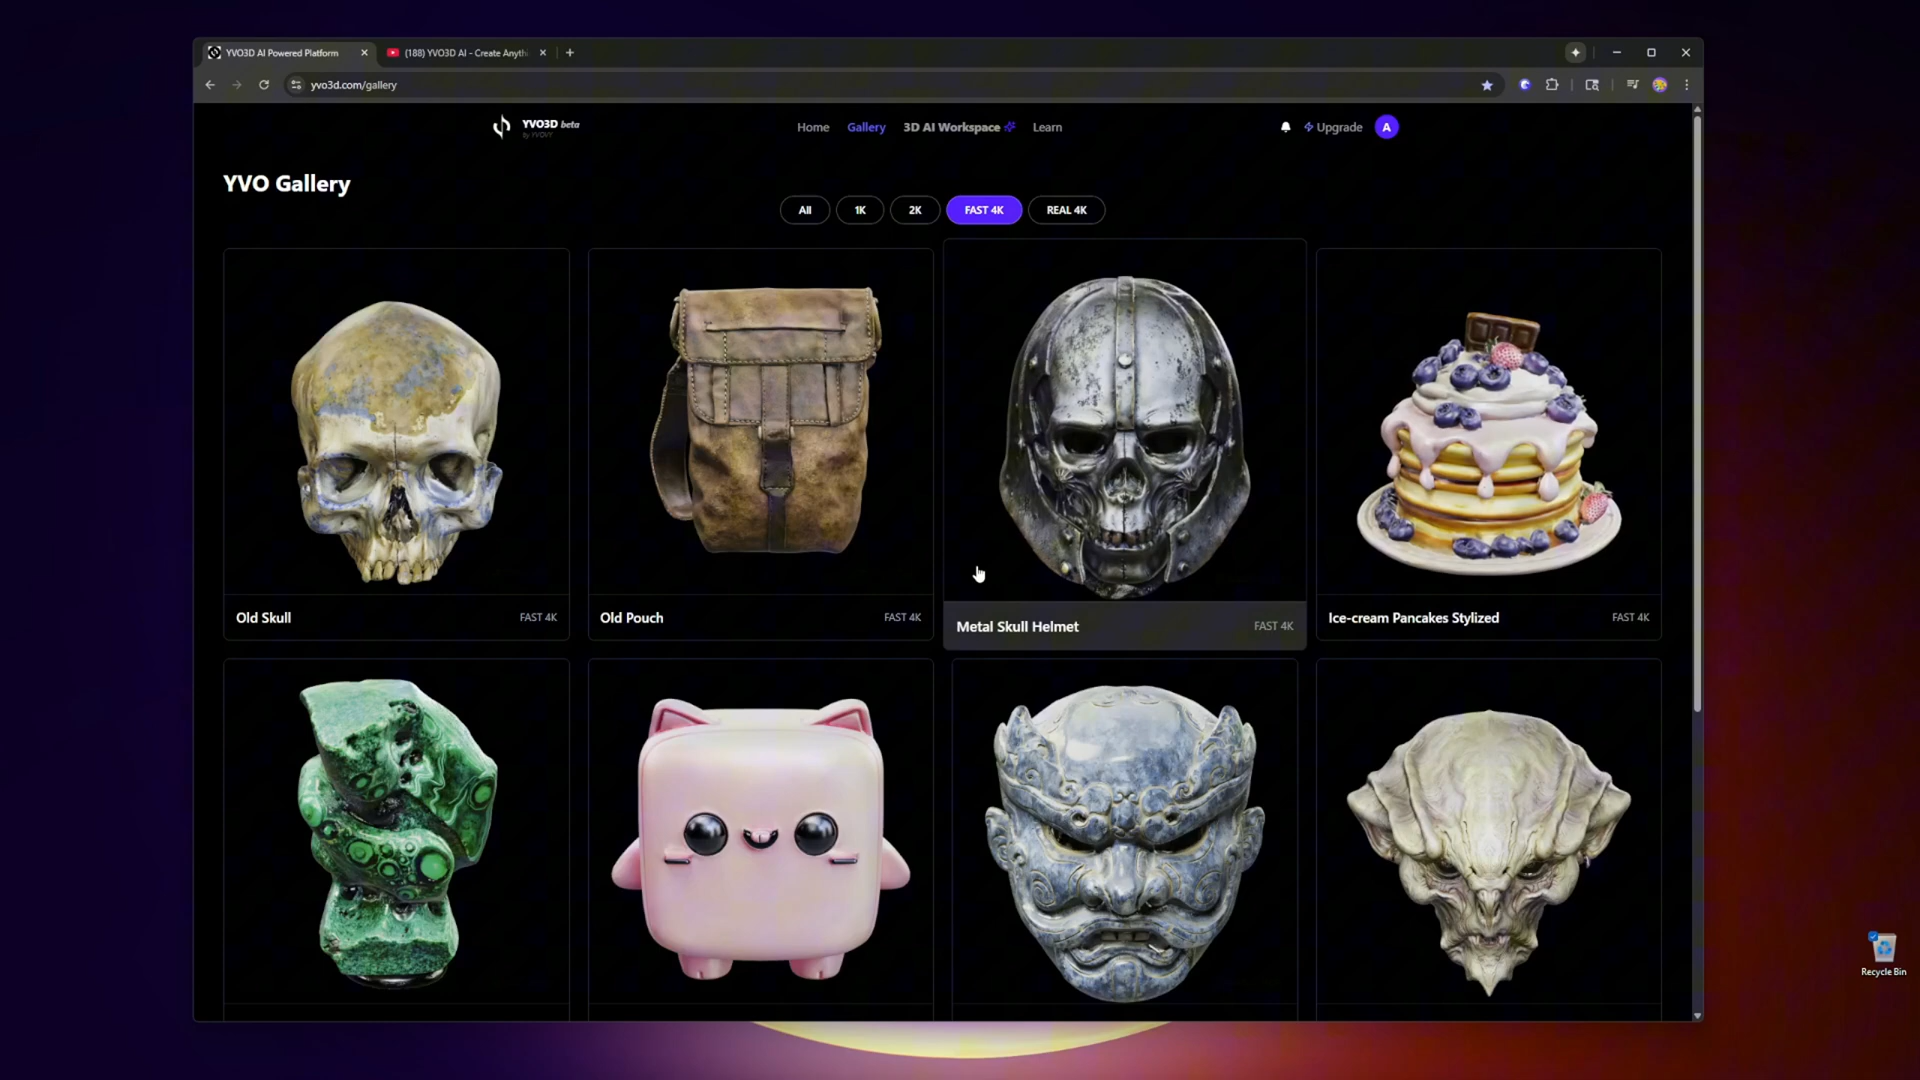 YVO3D AI Powered Platform
(188) YVO3D AI - Create Anyth
yvo3d.com/gallery
YVO3D beta
by YVOVY
Home
Gallery
3D AI Workspace
Learn
Upgrade
A
YVO Gallery
All
1K
2K
FAST 4K
REAL 4K
Old Skull
FAST 4K
Old Pouch
FAST 4K
Metal Skull Helmet
FAST 4K
Ice-cream Pancakes Stylized
FAST 4K
Recycle Bin